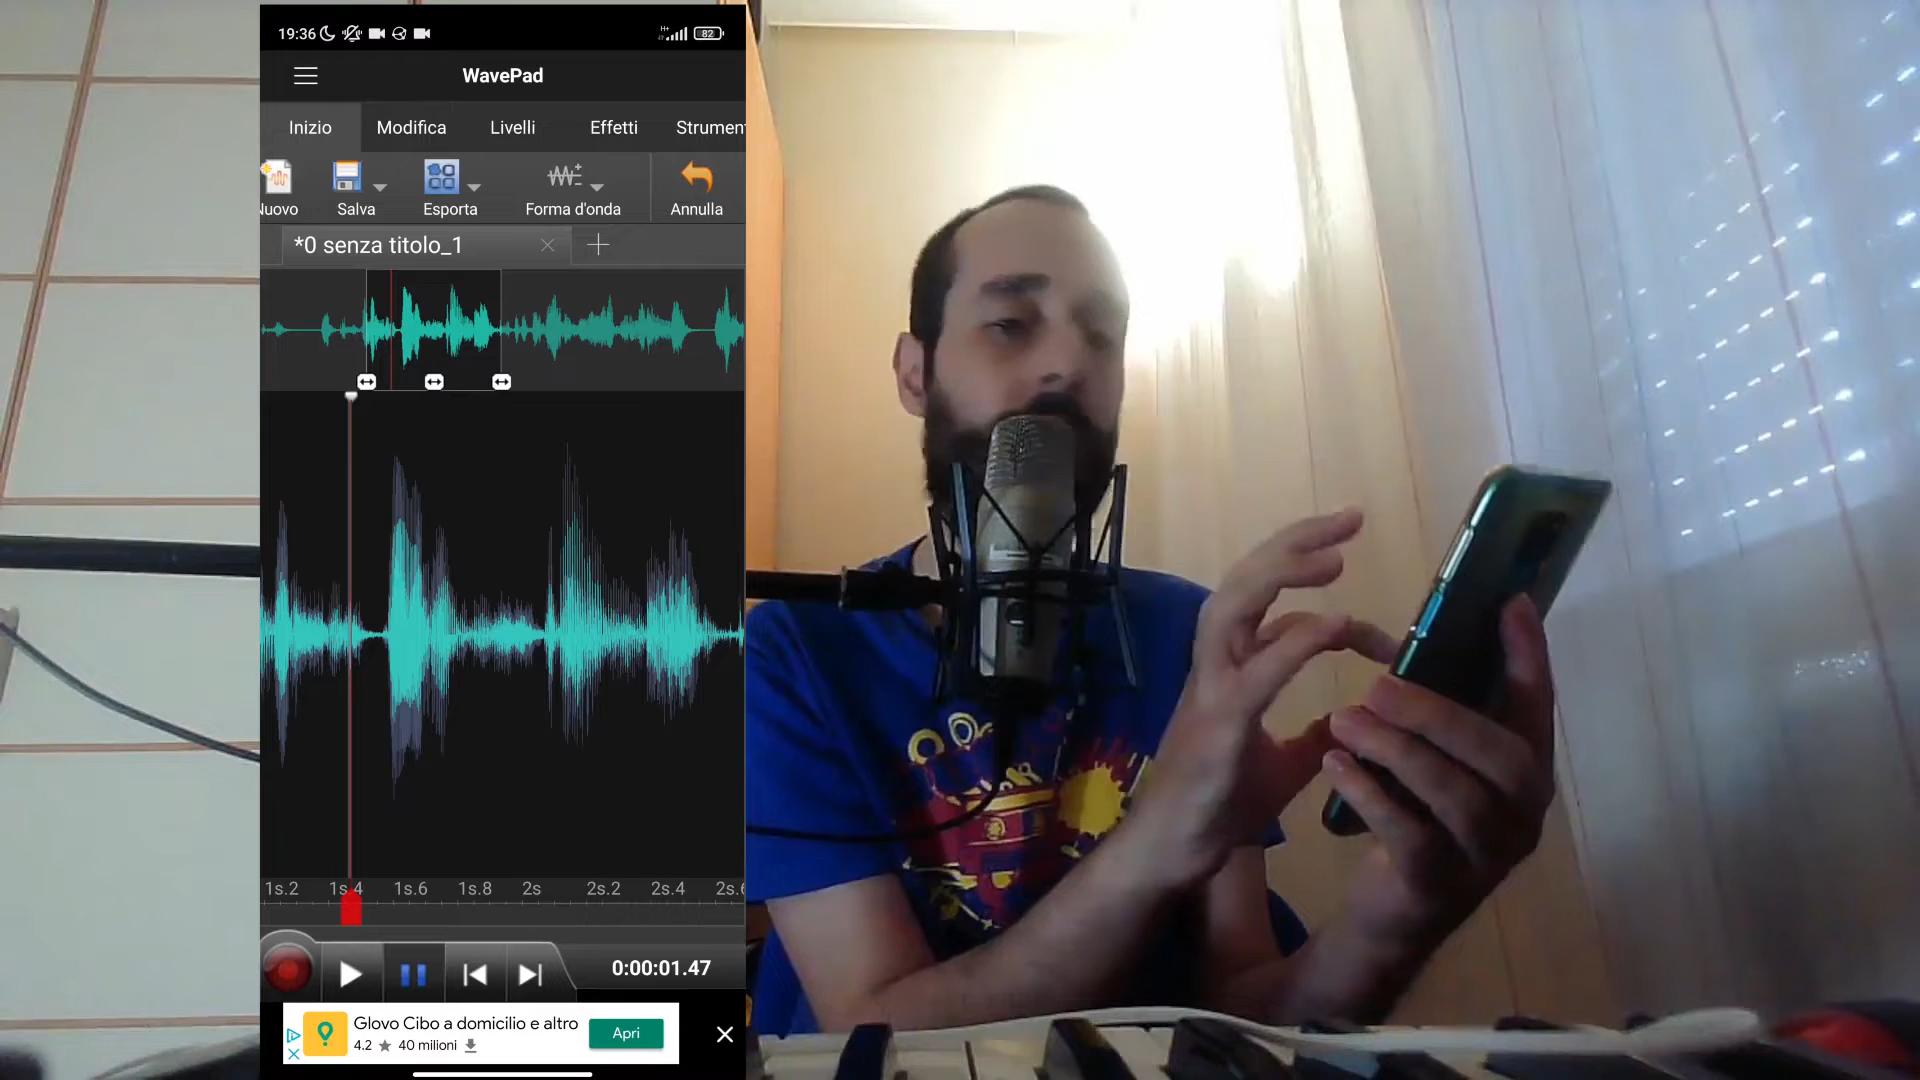 19:36
H+
82
WavePad
Inizio Modifica Livelli Effetti Strumen
Nuovo Salva Esporta Forma d'onda Annulla
*0 senza titolo_1
1s.2 1s.4 1s.6 1s.8 2s 2s.2 2s.4 2s.6
0:00:01.47
Glovo Cibo a domicilio e altro
4.2 ★ 40 milioni
Apri